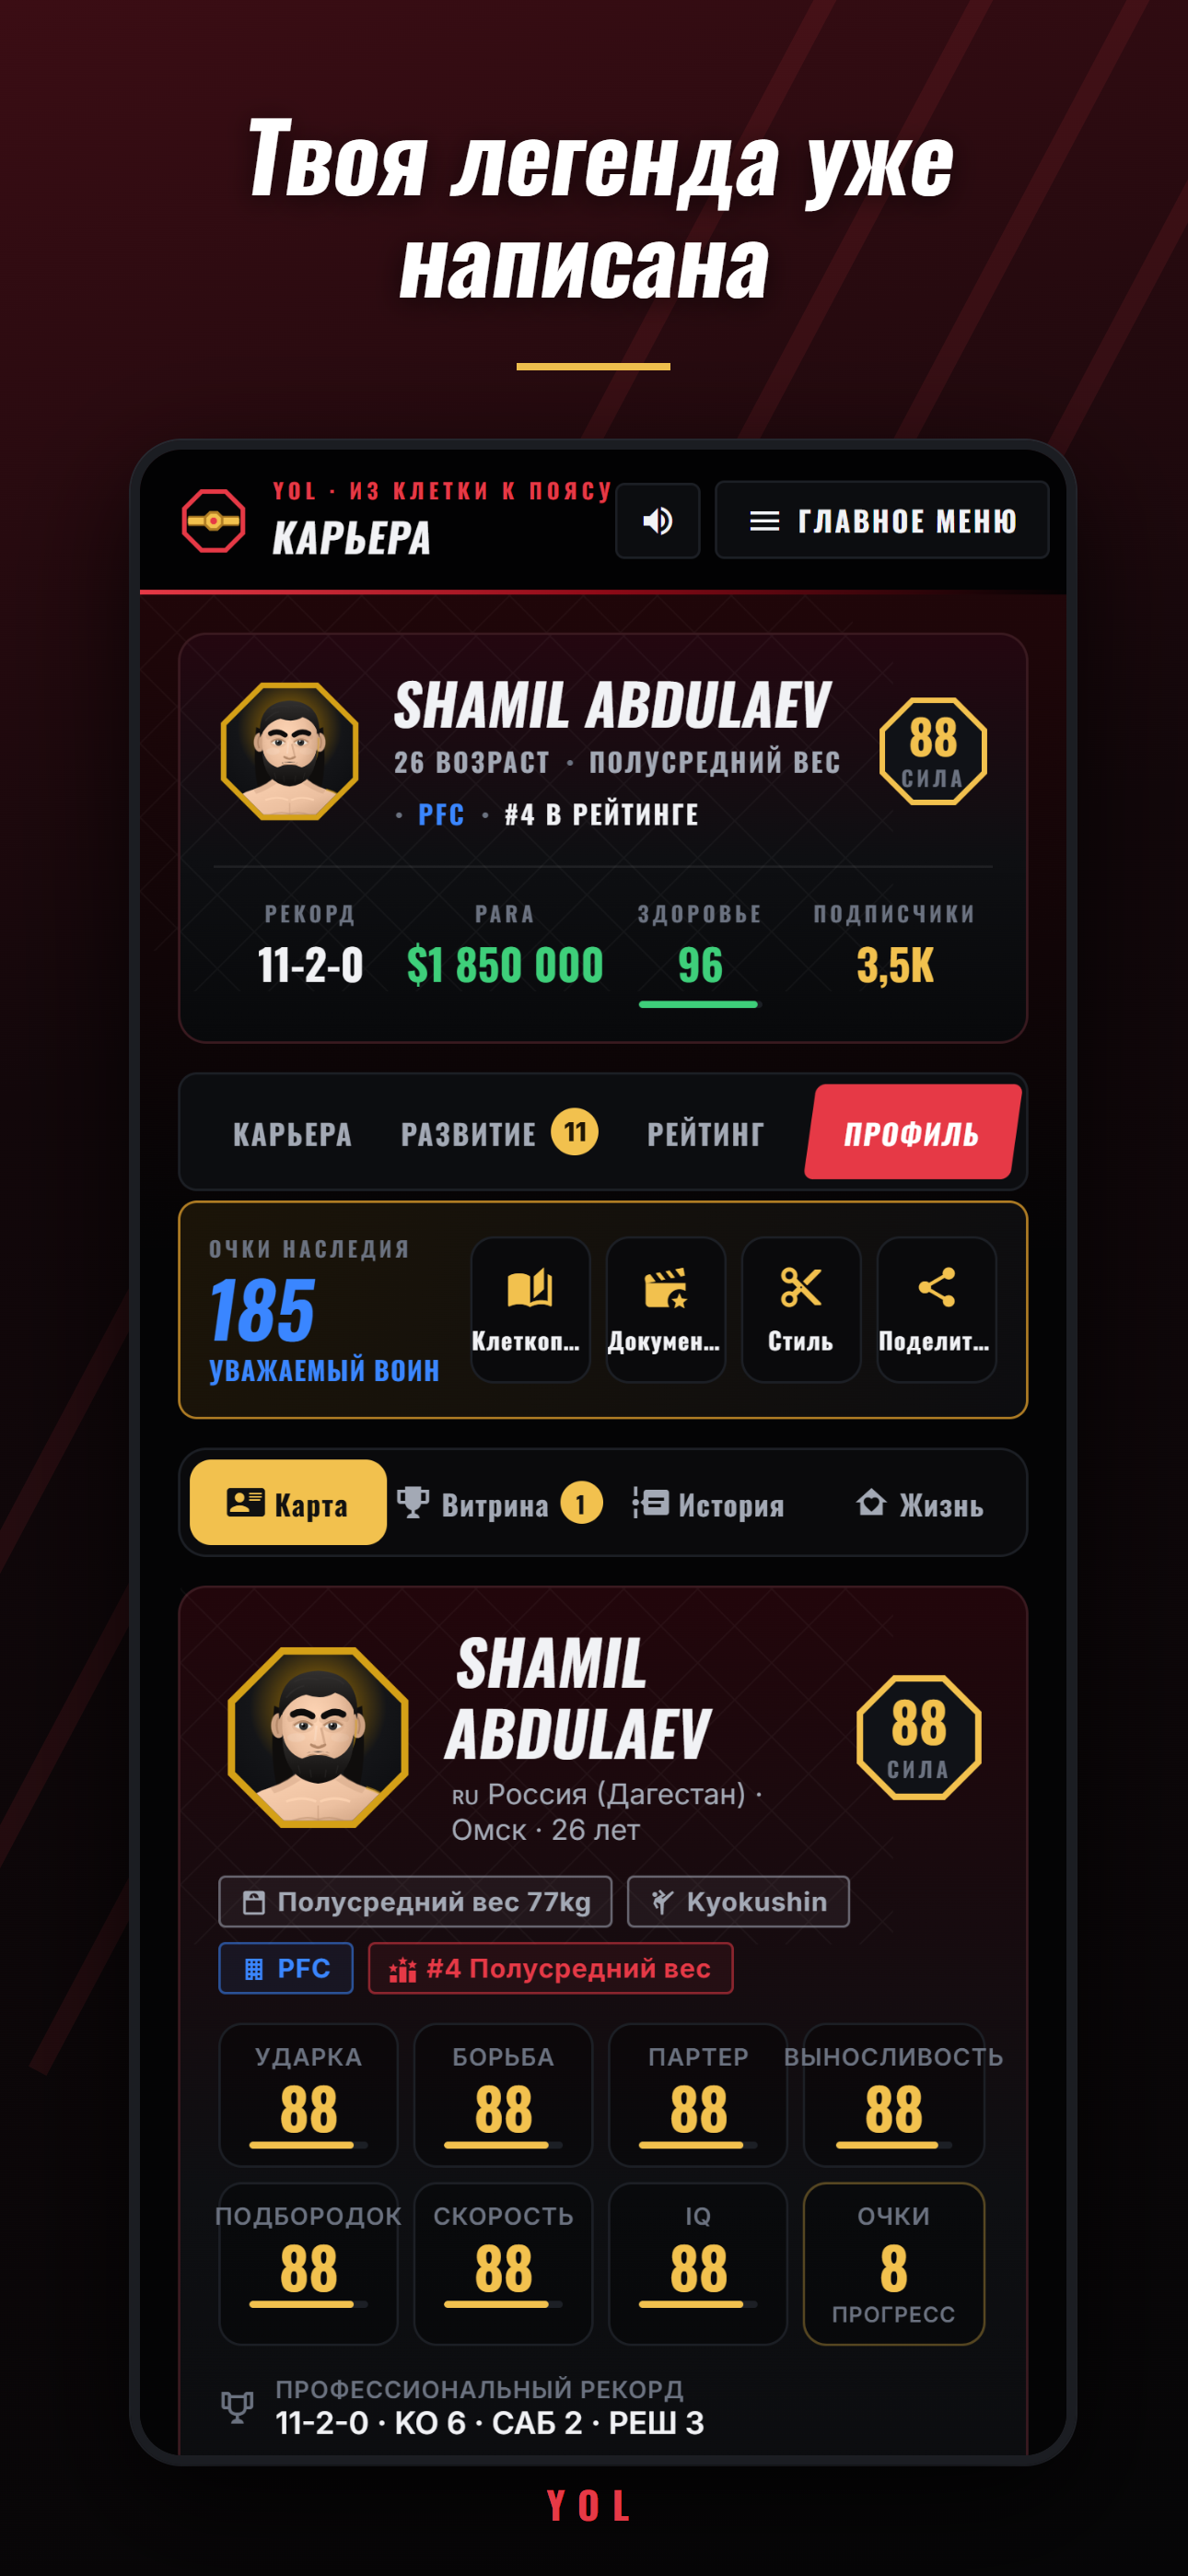 Твоя легенда уже
написана
YOL · ИЗ КЛЕТКИ К ПОЯСУ
КАРЬЕРА
ГЛАВНОЕ МЕНЮ
SHAMIL ABDULAEV
26 ВОЗРАСТ · ПОЛУСРЕДНИЙ ВЕС
· PFC · #4 В РЕЙТИНГЕ
88
СИЛА
РЕКОРД PARA ЗДОРОВЬЕ ПОДПИСЧИКИ
11-2-0 $1 850 000 96 3,5K
КАРЬЕРА РАЗВИТИЕ 11 РЕЙТИНГ ПРОФИЛЬ
ОЧКИ НАСЛЕДИЯ
185
УВАЖАЕМЫЙ ВОИН
Клеткоп... Докумен... Стиль Поделит...
Карта Витрина 1 История Жизнь
SHAMIL
ABDULAEV
RU Россия (Дагестан) ·
Омск · 26 лет
88
СИЛА
Полусредний вес 77kg Kyokushin
PFC #4 Полусредний вес
УДАРКА БОРЬБА ПАРТЕР ВЫНОСЛИВОСТЬ
88 88 88 88
ПОДБОРОДОК СКОРОСТЬ IQ ОЧКИ
88 88 88 8
ПРОГРЕСС
ПРОФЕССИОНАЛЬНЫЙ РЕКОРД
11-2-0 · КО 6 · САБ 2 · РЕШ 3
YOL